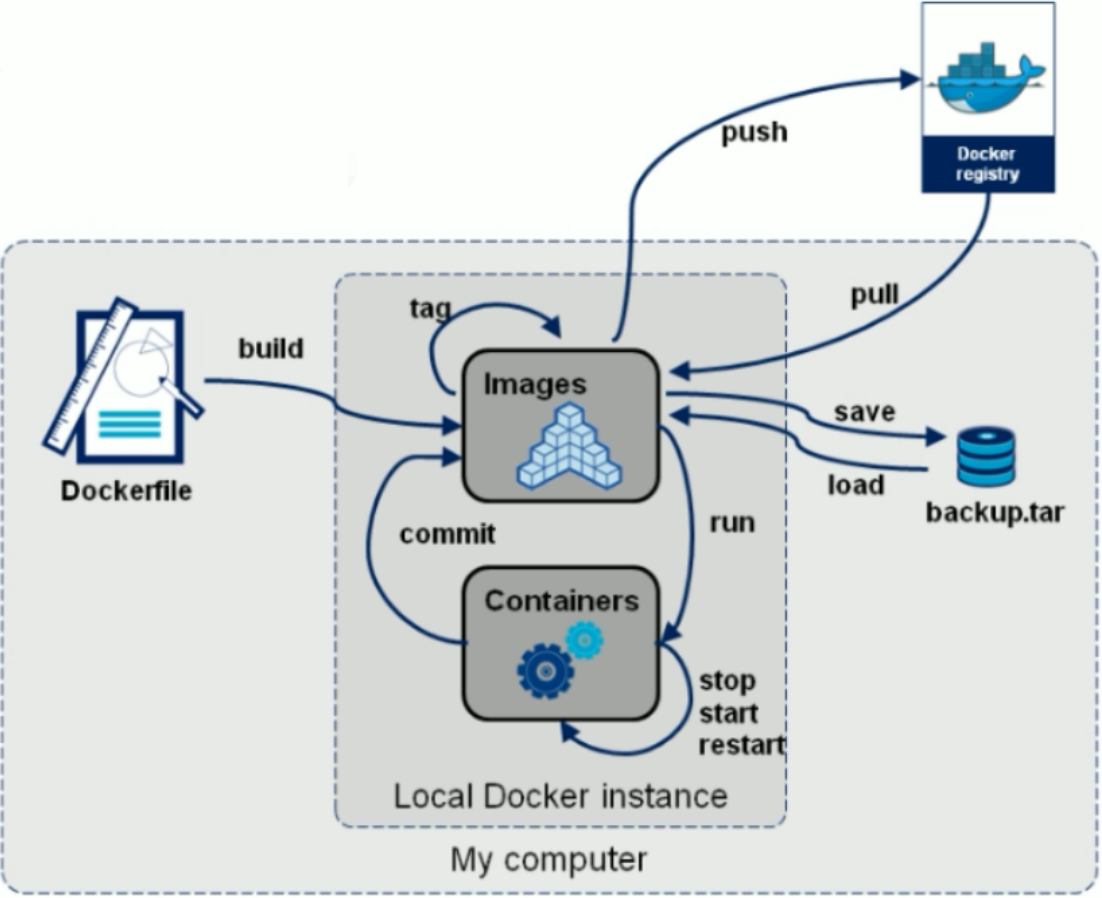 push
Docker
registry
tag
pull
build
Images
save
load
Dockerfile
backup.tar
commit
run
Containers
stop
start
restart
Local Docker instance
My computer